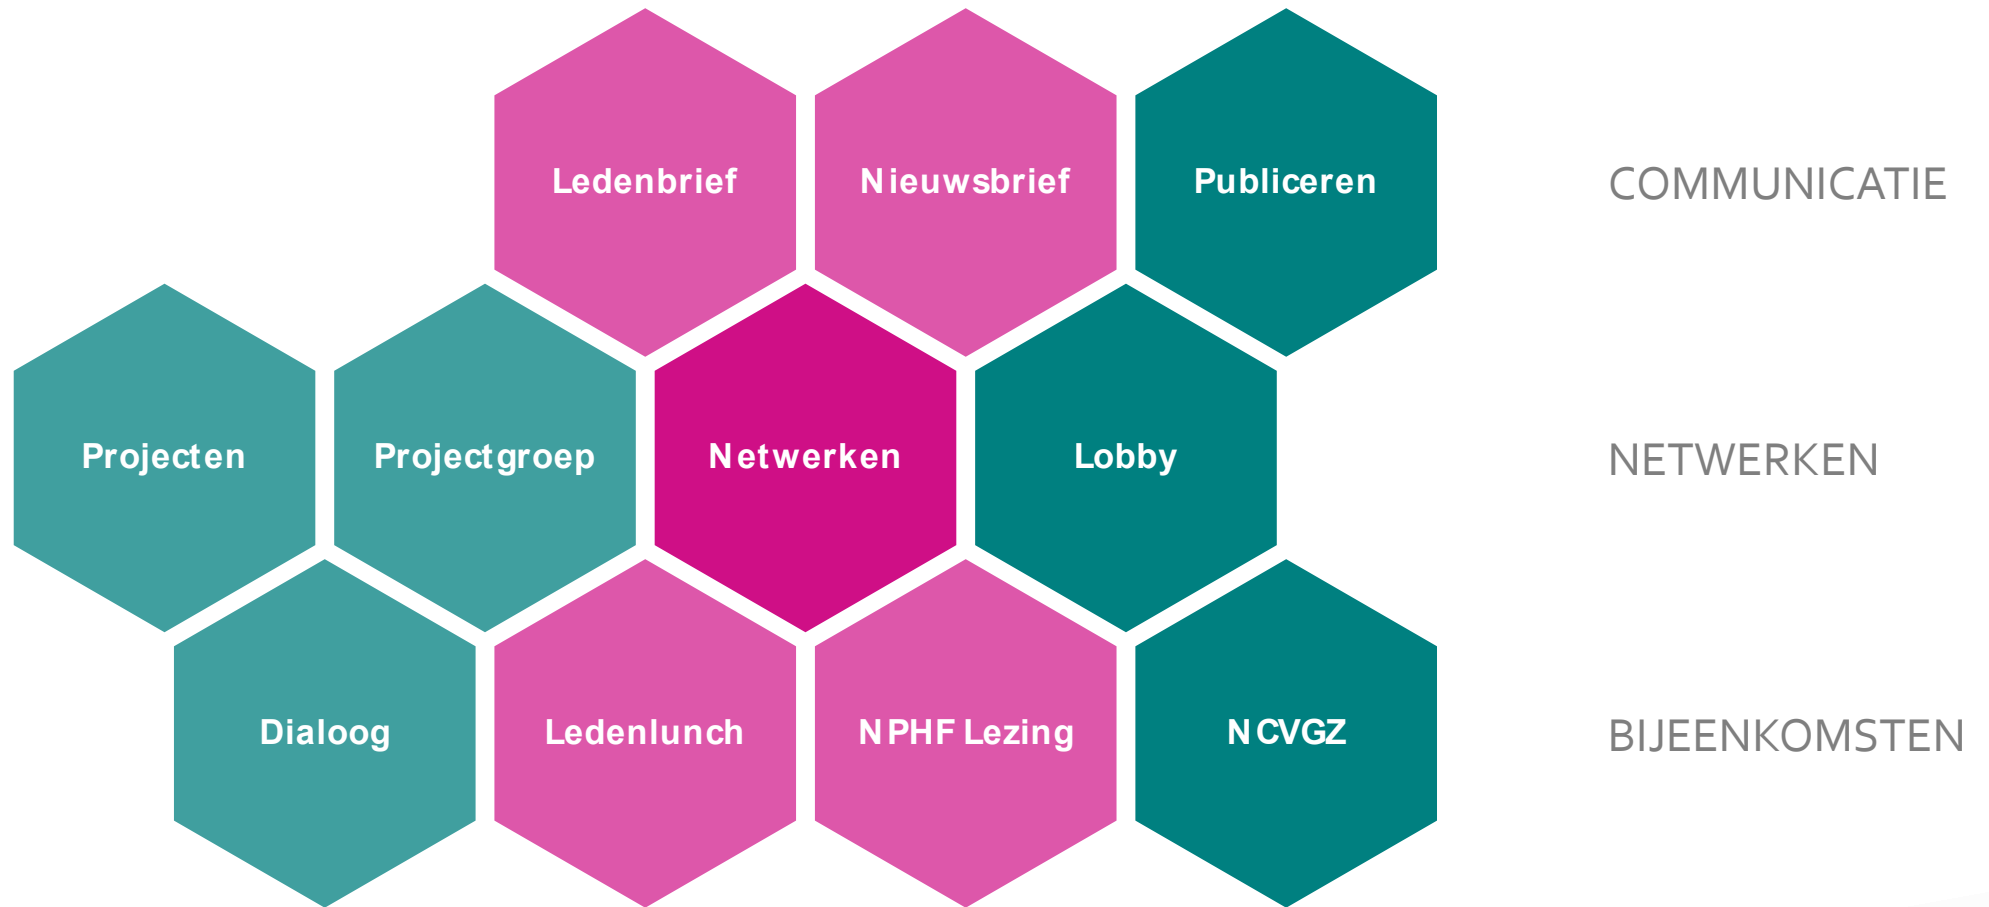 Ledenbrief
Nieuwsbrief
Publiceren
COMMUNICATIE
Projecten
Projectgroep
Netwerken
Lobby
NETWERKEN
Dialoog
Ledenlunch
NPHF Lezing
NCVGZ
BIJEENKOMSTEN